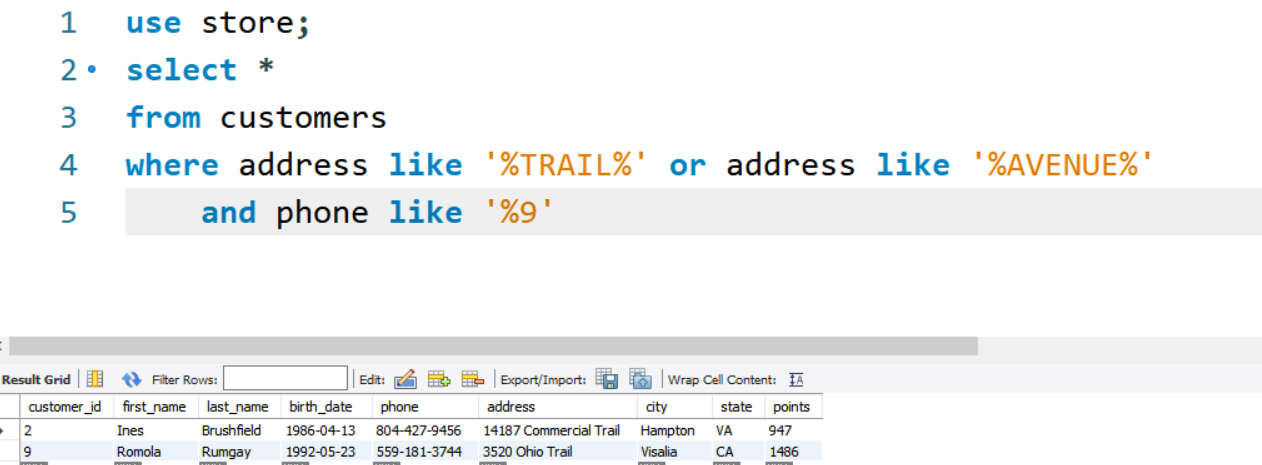 1 use store;
2 select *
3 from customers
4 where address like '%TRAIL%' or address like '%AVENUE%'
5 and phone like '%9'
Result Grid Filter Rows: Edit: Export/Import: Wrap Cell Content: IA
customer_id first_name last_name birth_date phone address city state points
2 Ines Brushfield 1986-04-13 804-427-9456 14187 Commercial Trail Hampton VA 947
9 Romola Rumgay 1992-05-23 559-181-3744 3520 Ohio Trail Visalia CA 1486